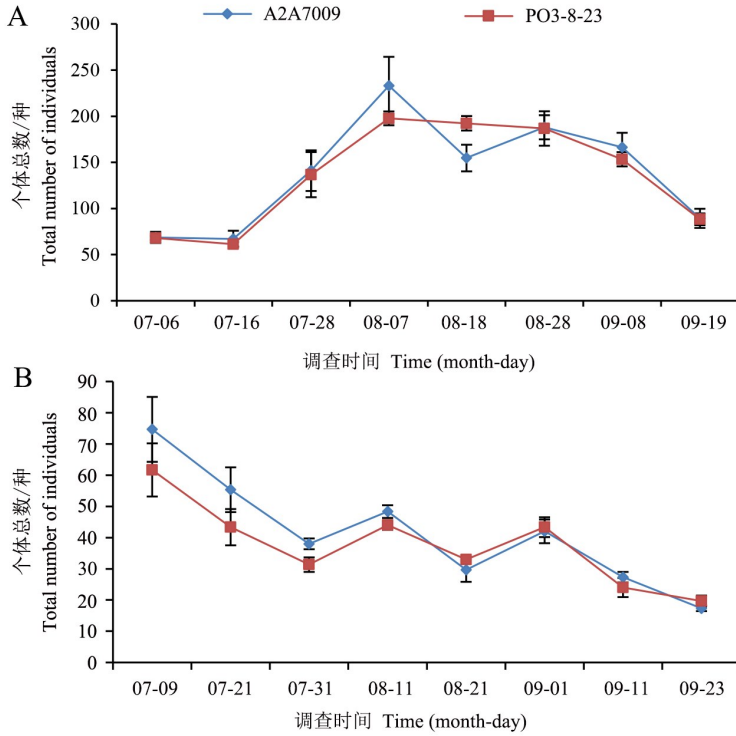 A
A2A7009
PO3-8-23
个体总数/种
Total number of individuals
300
250
200
150
100
50
0
07-06 07-16 07-28 08-07 08-18 08-28 09-08 09-19
调查时间 Time (month-day)
B
个体总数/种
Total number of individuals
90
80
70
60
50
40
30
20
10
0
07-09 07-21 07-31 08-11 08-21 09-01 09-11 09-23
调查时间 Time (month-day)